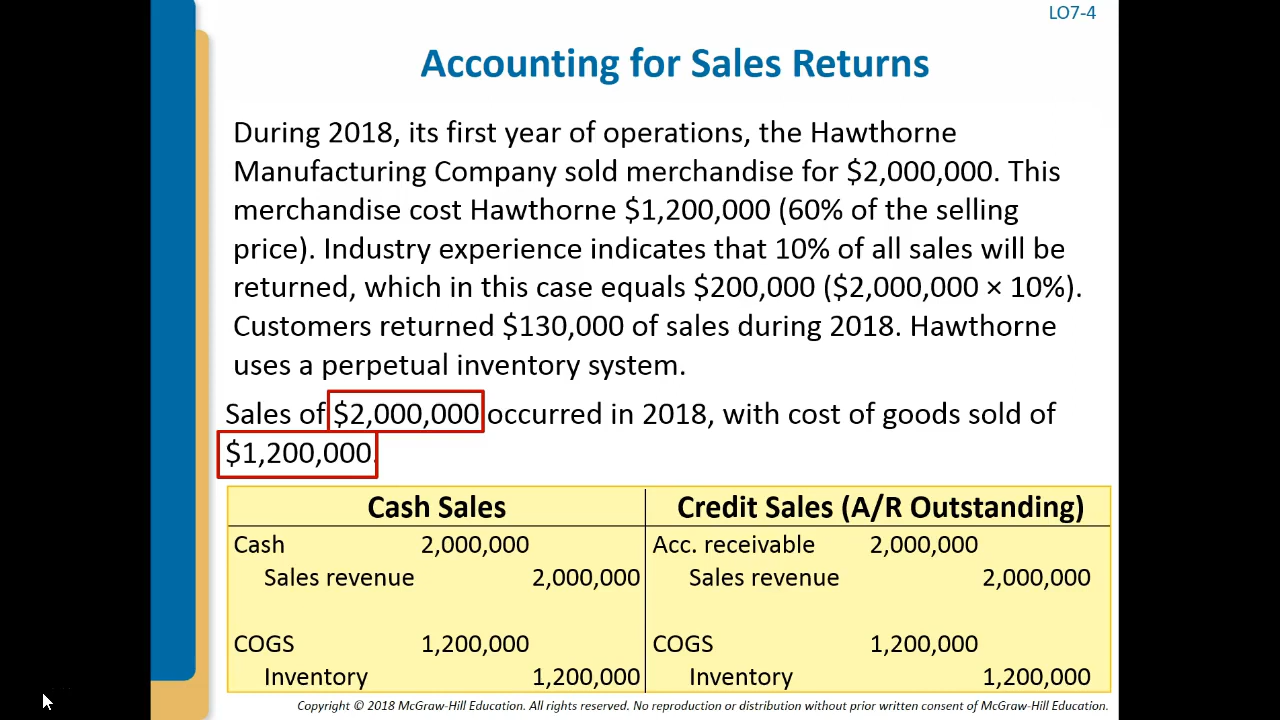 LO7-4
Accounting for Sales Returns
During 2018, its first year of operations, the Hawthorne
Manufacturing Company sold merchandise for $2,000,000. This
merchandise cost Hawthorne $1,200,000 (60% of the selling
price). Industry experience indicates that 10% of all sales will be
returned, which in this case equals $200,000 ($2,000,000 × 10%).
Customers returned $130,000 of sales during 2018. Hawthorne
uses a perpetual inventory system.
Sales of $2,000,000 occurred in 2018, with cost of goods sold of
$1,200,000.
Cash Sales Credit Sales (A/R Outstanding)
Cash 2,000,000 Acc. receivable 2,000,000
Sales revenue 2,000,000 Sales revenue 2,000,000
COGS 1,200,000 COGS 1,200,000
Inventory 1,200,000 Inventory 1,200,000
Copyright © 2018 McGraw-Hill Education. All rights reserved. No reproduction or distribution without prior written consent of McGraw-Hill Education.